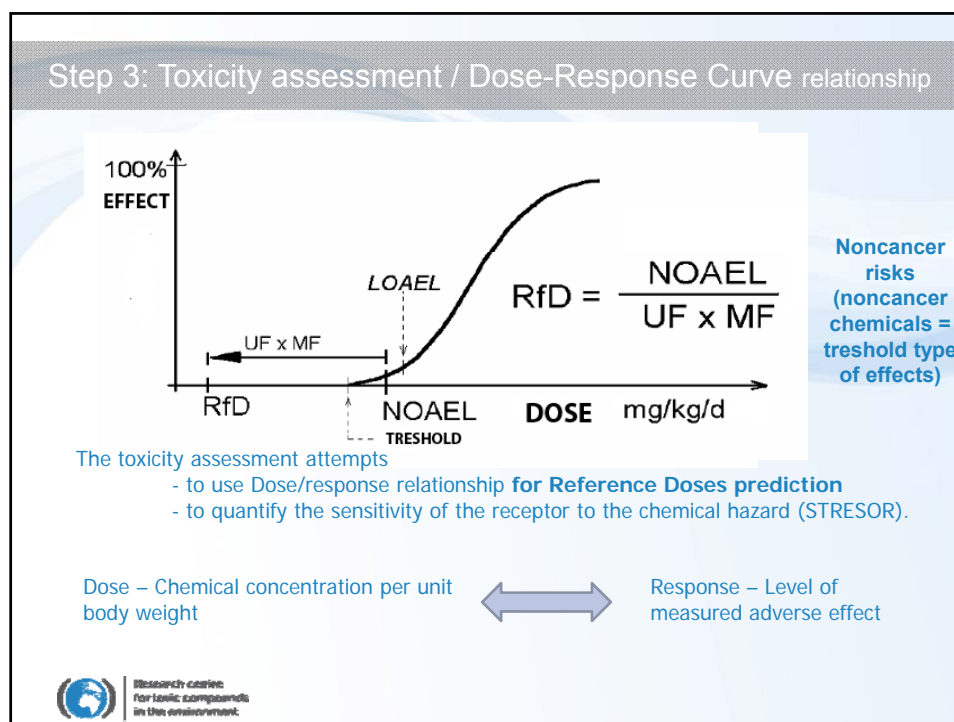 Step 3: Toxicity assessment / Dose-Response Curve relationship
100%
EFFECT
LOAEL
RfD =
NOAEL
UF x MF
UF x MF
RfD
NOAEL
DOSE
mg/kg/d
TRESHOLD
Noncancer
risks
(noncancer
chemicals =
treshold type
of effects)
The toxicity assessment attempts
- to use Dose/response relationship for Reference Doses prediction
- to quantify the sensitivity of the receptor to the chemical hazard (STRESOR).
Dose – Chemical concentration per unit
body weight
Response – Level of
measured adverse effect
Research centre
for toxic compounds
in the environment